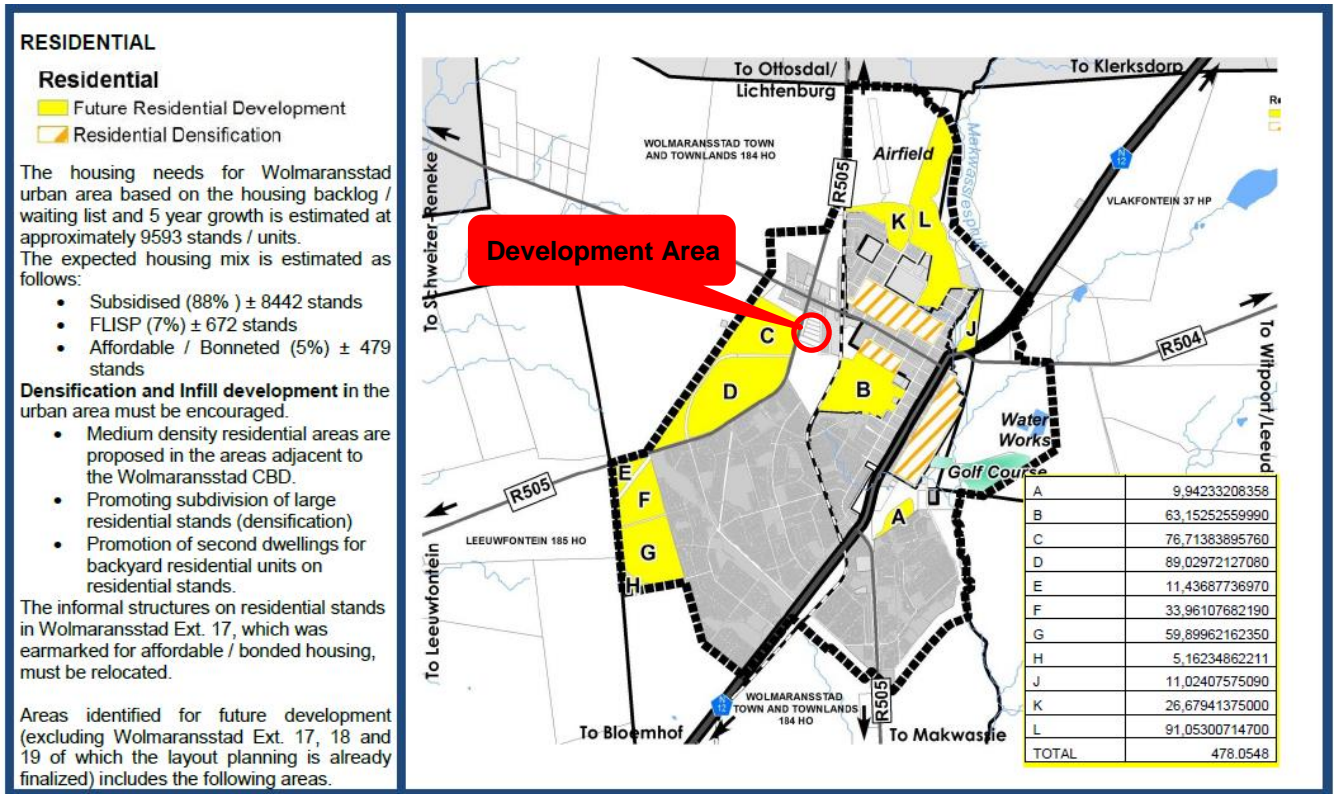 RESIDENTIAL
Residential
Future Residential Development
Residential Densification
The housing needs for Wolmaransstad
urban area based on the housing backlog /
waiting list and 5 year growth is estimated at
approximately 9593 stands / units.
The expected housing mix is estimated as
follows:
• Subsidised (88% ) ± 8442 stands
• FLISP (7%) ± 672 stands
• Affordable / Bonneted (5%) ± 479
stands
Densification and Infill development in the
urban area must be encouraged.
• Medium density residential areas are
proposed in the areas adjacent to
the Wolmaransstad CBD.
• Promoting subdivision of large
residential stands (densification)
• Promotion of second dwellings for
backyard residential units on
residential stands.
The informal structures on residential stands
in Wolmaransstad Ext. 17, which was
earmarked for affordable / bonded housing,
must be relocated.
Areas identified for future development
(excluding Wolmaransstad Ext. 17, 18 and
19 of which the layout planning is already
finalized) includes the following areas.
To Ottosdal/
Lichtenburg
To Klerksdorp
WOLMARANSSTAD TOWN
AND TOWNLANDS 184 HO
Airfield
Makwassiespruit
N
12
R505
VLAKFONTEIN 37 HP
To Schweizer-Reneke
K
L
Development Area
C
J
R504
To Witpoort/Leeud
D
B
Water
Works
Golf Course
E
R505
F
A
LEEUWFONTEIN 185 HO
G
H
To Leeuwfontein
N
12
WOLMARANSSTAD
TOWN AND TOWNLANDS
184 HO
R505
To Bloemhof
To Makwassie
A 9,94233208358
B 63,15252559990
C 76,71383895760
D 89,02972127080
E 11,43687736970
F 33,96107682190
G 59,89962162350
H 5,16234862211
J 11,02407575090
K 26,67941375000
L 91,05300714700
TOTAL 478.0548